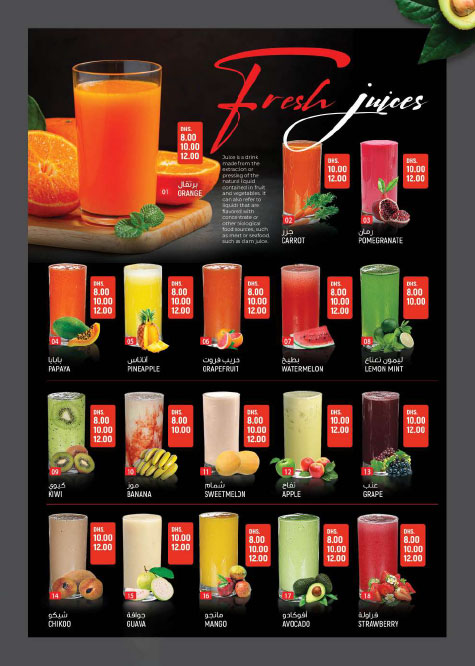 Fresh juices
Juice is a drink
made from the
extraction or
pressing of the
natural liquid
contained in fruit
and vegetables. It
can also refer to
liquids that are
flavored with
concentrate or
other biological
food sources, such
as meat or seafood,
such as clam juice.
DHS.
8.00
10.00
12.00
01 برتقال
ORANGE
DHS.
10.00
12.00
02
جزر
CARROT
DHS.
10.00
12.00
03
رمان
POMEGRANATE
DHS.
8.00
10.00
12.00
04
بابايا
PAPAYA
DHS.
8.00
10.00
12.00
05
أناناس
PINEAPPLE
DHS.
8.00
10.00
12.00
06
جريب فروت
GRAPEFRUIT
DHS.
8.00
10.00
12.00
07
بطيخ
WATERMELON
DHS.
8.00
10.00
12.00
08
ليمون نعناع
LEMON MINT
DHS.
8.00
10.00
12.00
09
كيوي
KIWI
DHS.
8.00
10.00
12.00
10
موز
BANANA
DHS.
8.00
10.00
12.00
11
شمام
SWEETMELON
DHS.
8.00
10.00
12.00
12
تفاح
APPLE
DHS.
8.00
10.00
12.00
13
عنب
GRAPE
DHS.
10.00
12.00
14
شيكو
CHIKOO
DHS.
10.00
12.00
15
جوافة
GUAVA
DHS.
8.00
10.00
12.00
16
مانجو
MANGO
DHS.
8.00
10.00
12.00
17
أفوكادو
AVOCADO
DHS.
8.00
10.00
12.00
18
فراولة
STRAWBERRY